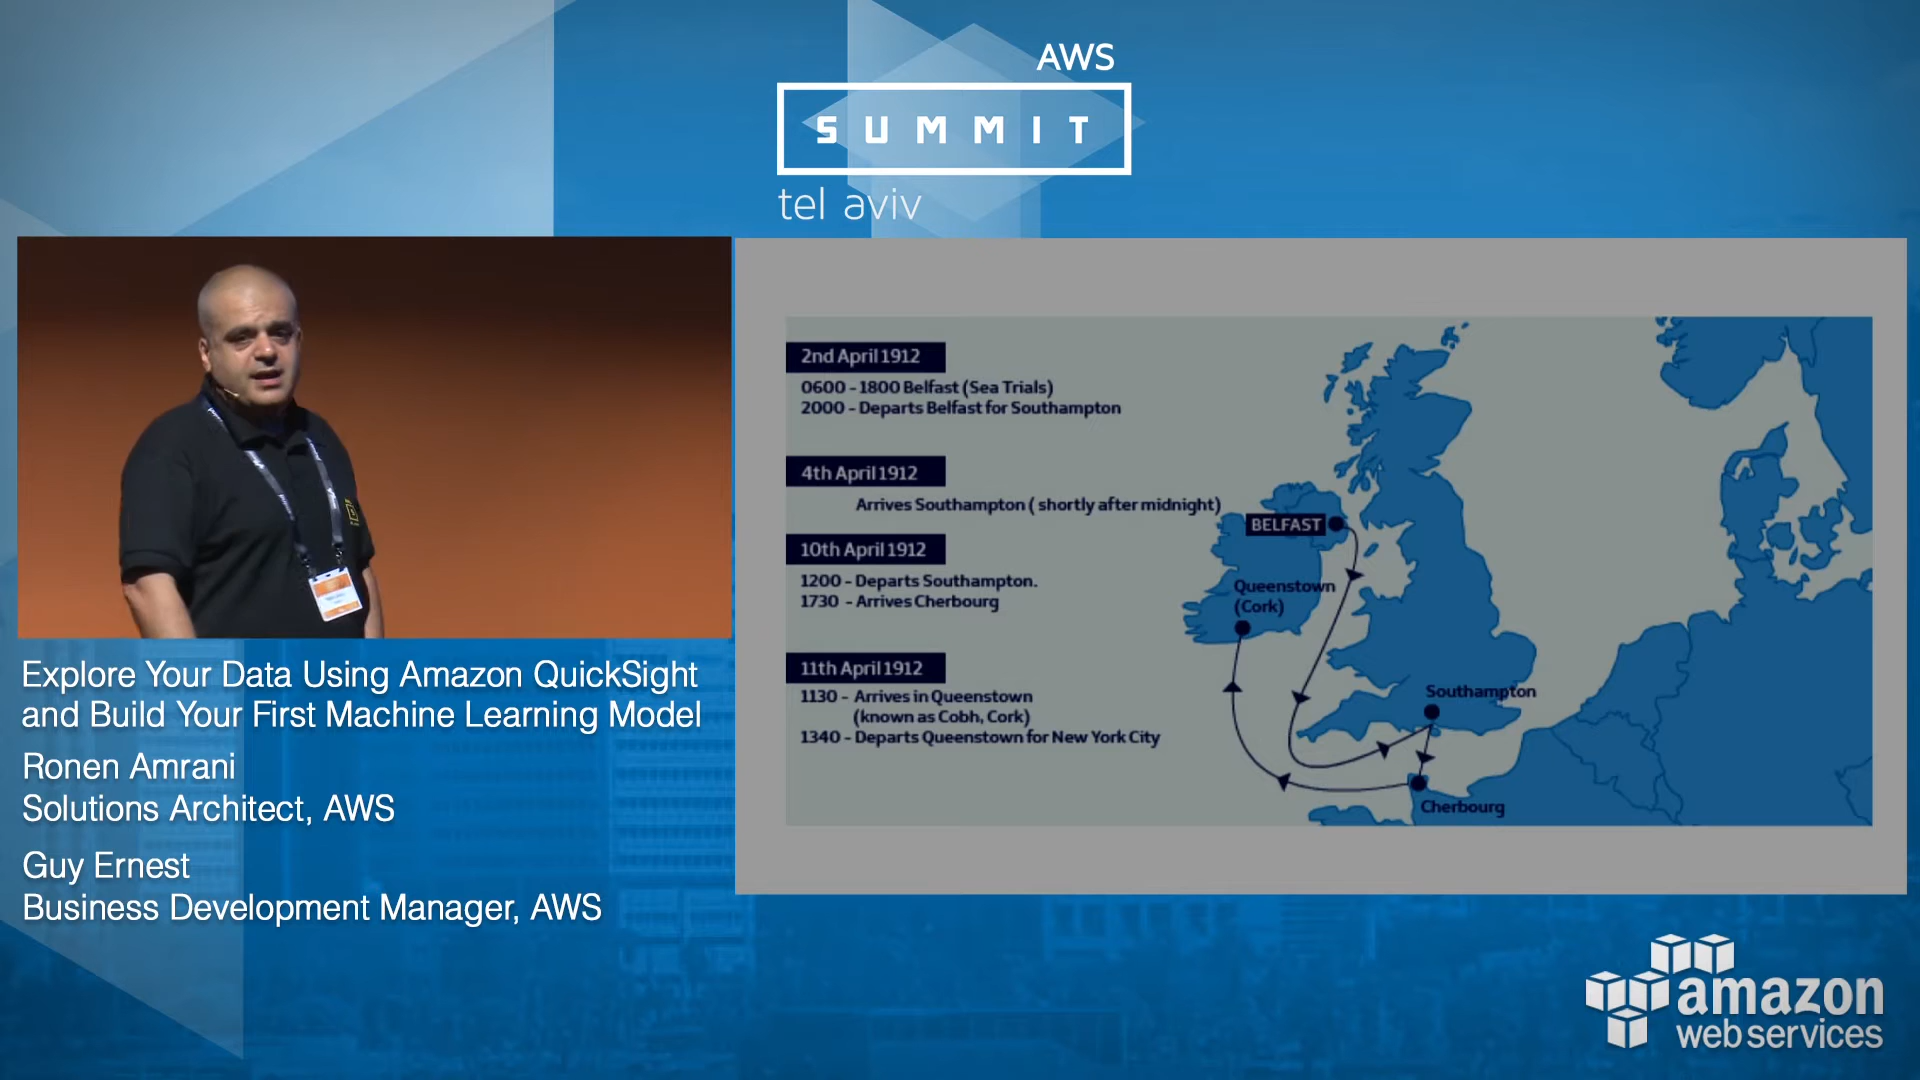 AWS
SUMMIT
tel aviv
2nd April 1912
0600 - 1800 Belfast (Sea Trials)
2000 - Departs Belfast for Southampton
4th April 1912
Arrives Southampton ( shortly after midnight)
10th April 1912
1200 - Departs Southampton.
1730 - Arrives Cherbourg
11th April 1912
1130 - Arrives in Queenstown
(known as Cobh, Cork)
1340 - Departs Queenstown for New York City
BELFAST
Queenstown
(Cork)
Southampton
Cherbourg
Explore Your Data Using Amazon QuickSight
and Build Your First Machine Learning Model
Ronen Amrani
Solutions Architect, AWS
Guy Ernest
Business Development Manager, AWS
amazon
web services